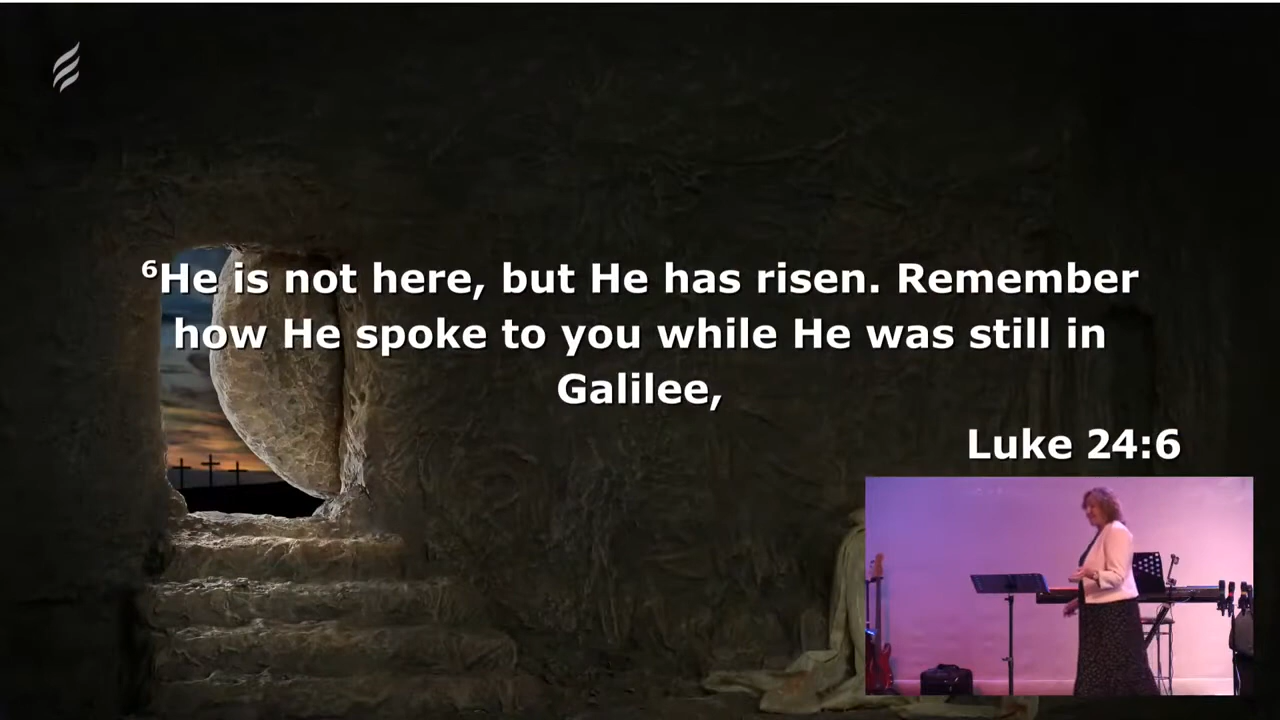 ⁶He is not here, but He has risen. Remember
how He spoke to you while He was still in
Galilee,
Luke 24:6